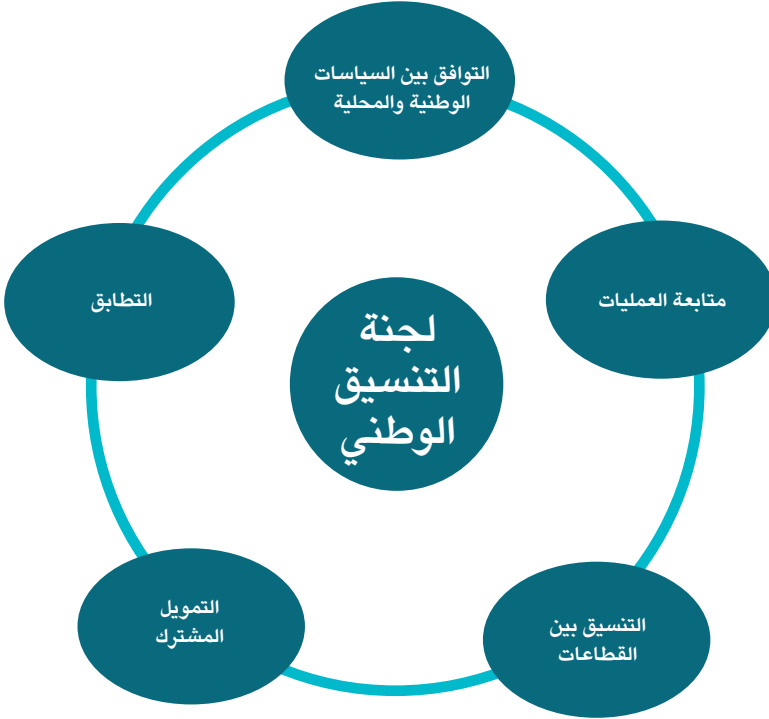 التوافق بين السياسات
الوطنية والمحلية
متابعة العمليات
التطابق
لجنة
التنسيق
الوطني
التنسيق بين
القطاعات
التمويل
المشترك